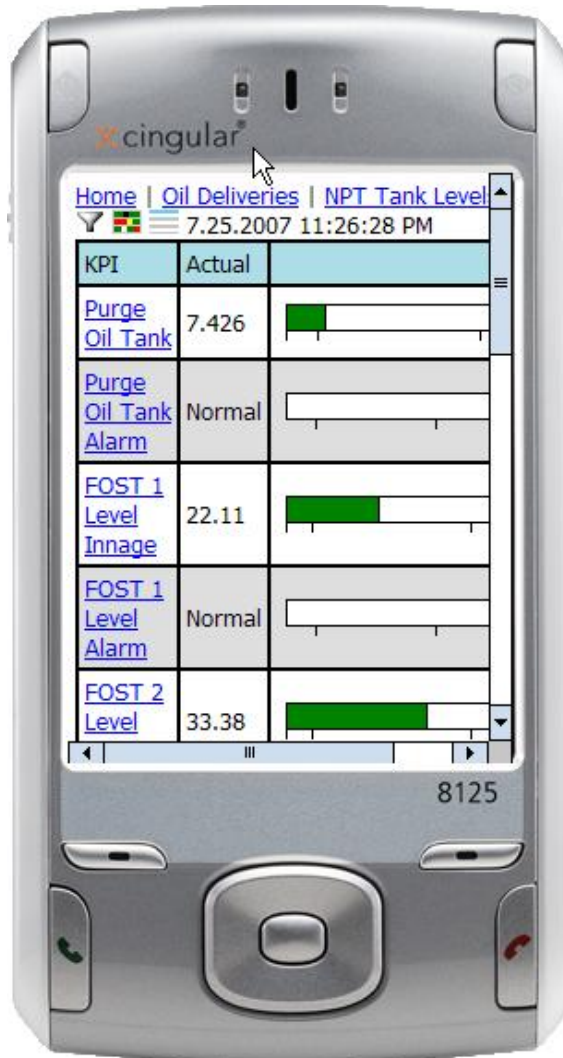 cingular®
Home | Oil Deliveries | NPT Tank Level
7.25.2007 11:26:28 PM
KPI Actual
Purge
Oil Tank
7.426
Purge
Oil Tank
Alarm
Normal
FOST 1
Level
Innage
22.11
FOST 1
Level
Alarm
Normal
FOST 2
Level
33.38
8125